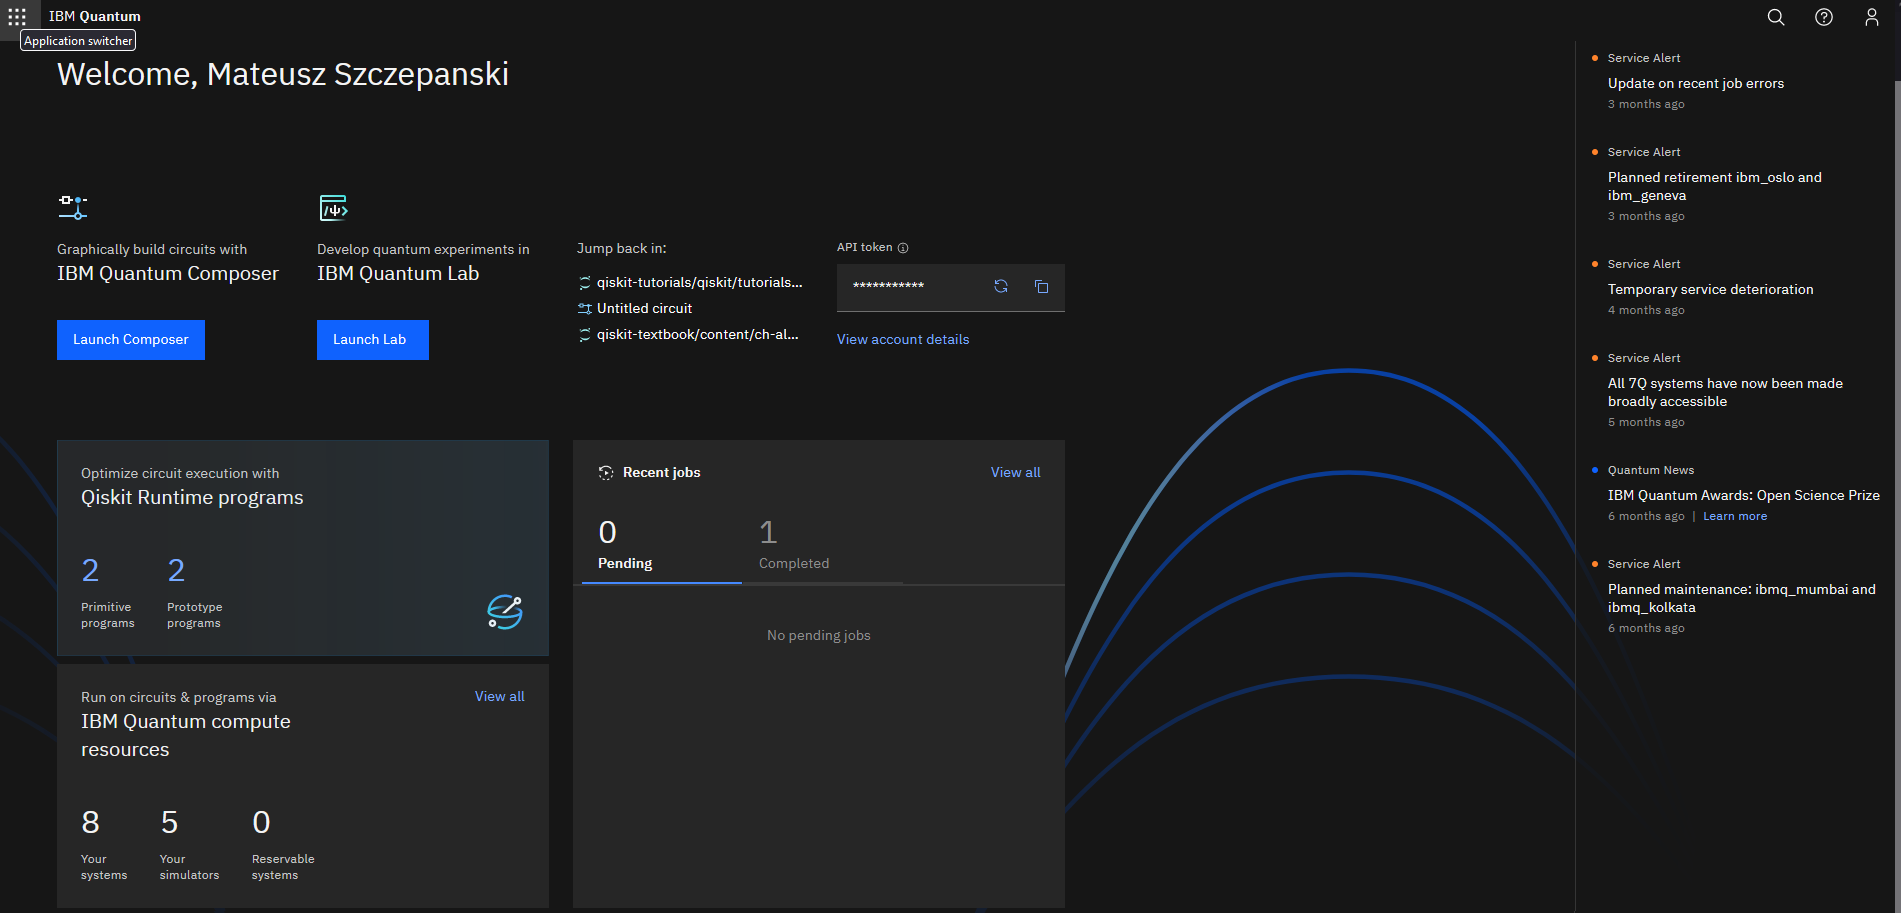 IBM Quantum
Application switcher
Welcome, Mateusz Szczepanski
Graphically build circuits with
IBM Quantum Composer
Launch Composer
Develop quantum experiments in
IBM Quantum Lab
Launch Lab
Jump back in:
qiskit-tutorials/qiskit/tutorials...
Untitled circuit
qiskit-textbook/content/ch-al...
API token
***********
View account details
Optimize circuit execution with
Qiskit Runtime programs
2
Primitive
programs
2
Prototype
programs
Run on circuits & programs via
View all
IBM Quantum compute
resources
8
Your
systems
5
Your
simulators
0
Reservable
systems
Recent jobs
View all
0
Pending
1
Completed
No pending jobs
Service Alert
Update on recent job errors
3 months ago
Service Alert
Planned retirement ibm_oslo and
ibm_geneva
3 months ago
Service Alert
Temporary service deterioration
4 months ago
Service Alert
All 7Q systems have now been made
broadly accessible
5 months ago
Quantum News
IBM Quantum Awards: Open Science Prize
6 months ago | Learn more
Service Alert
Planned maintenance: ibmq_mumbai and
ibmq_kolkata
6 months ago